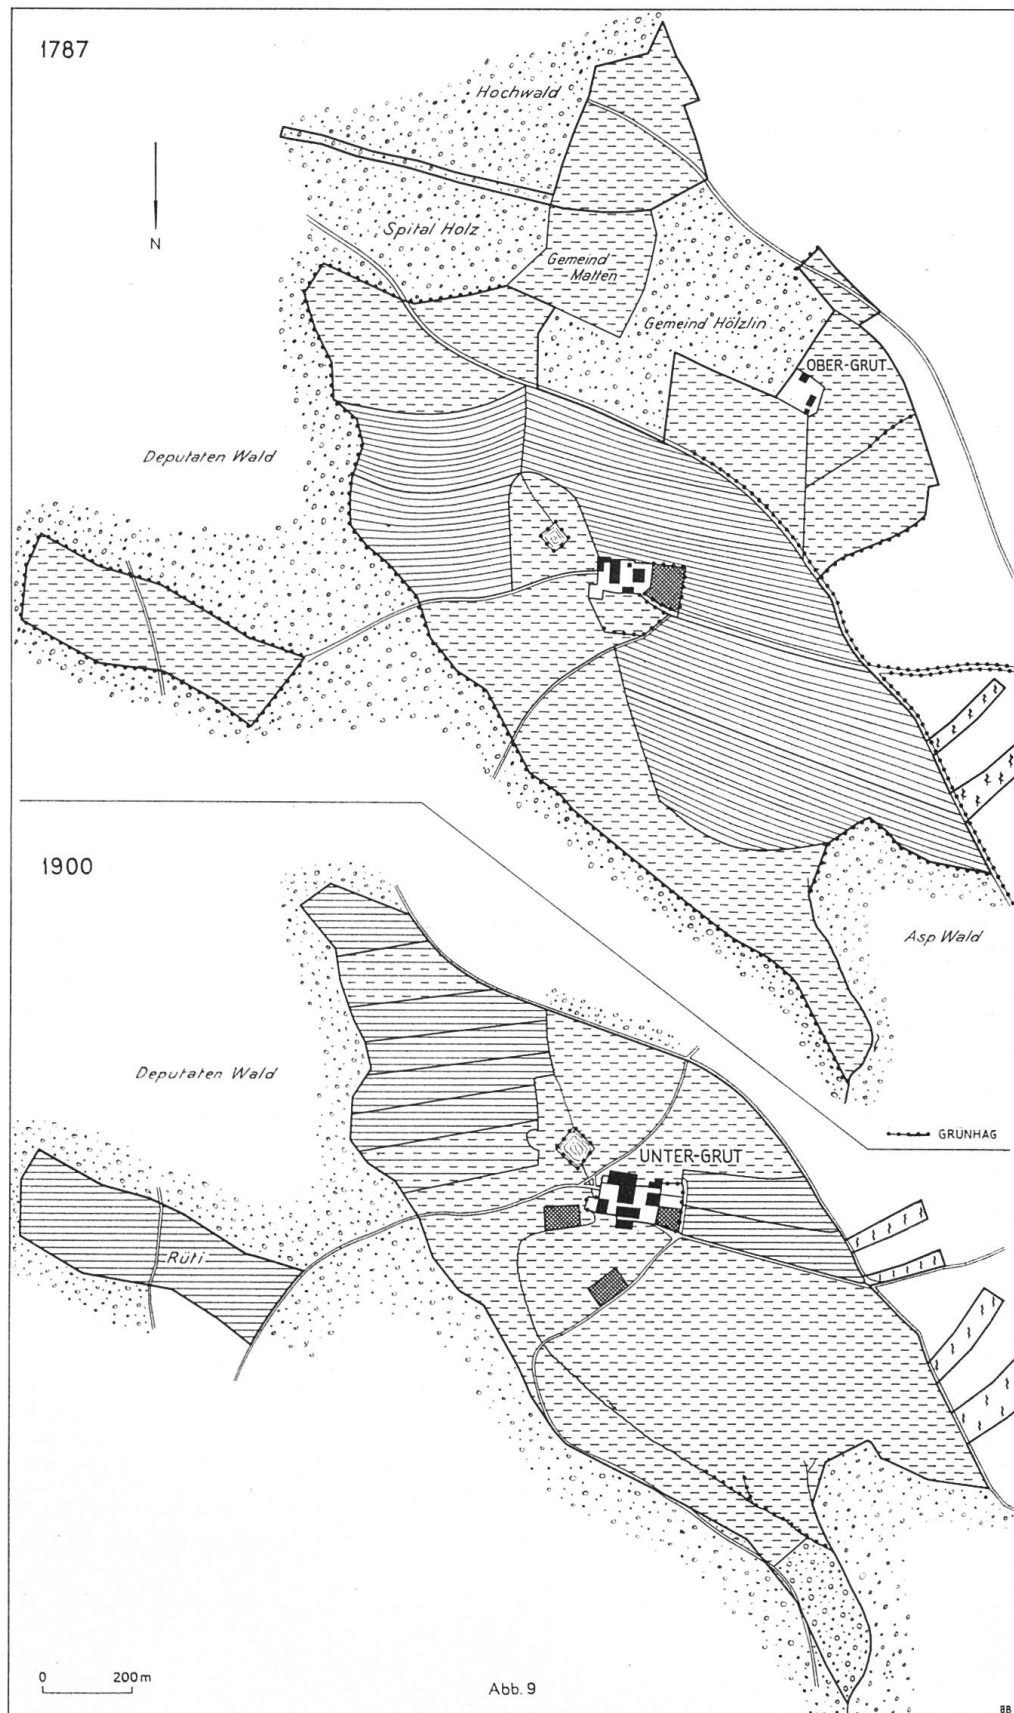 1787
Hochwald
N
Spital Holz
Gemeind
Matten
Gemeind Hölzlin
OBER-GRUT
Deputaten Wald
1900
Asp Wald
Deputaten Wald
GRÜNHAG
UNTER-GRUT
Rüti
0 200m
Abb. 9
BB